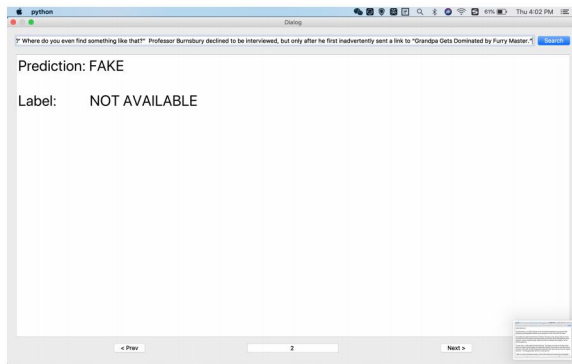 python 61% Thu 4:02 PM
Dialog
?" Where do you even find something like that?" Professor Burnsbury declined to be interviewed, but only after he first inadvertently sent a link to "Grandpa Gets Dominated by Furry Master." Search
Prediction: FAKE
Label: NOT AVAILABLE
< Prev 2 Next >